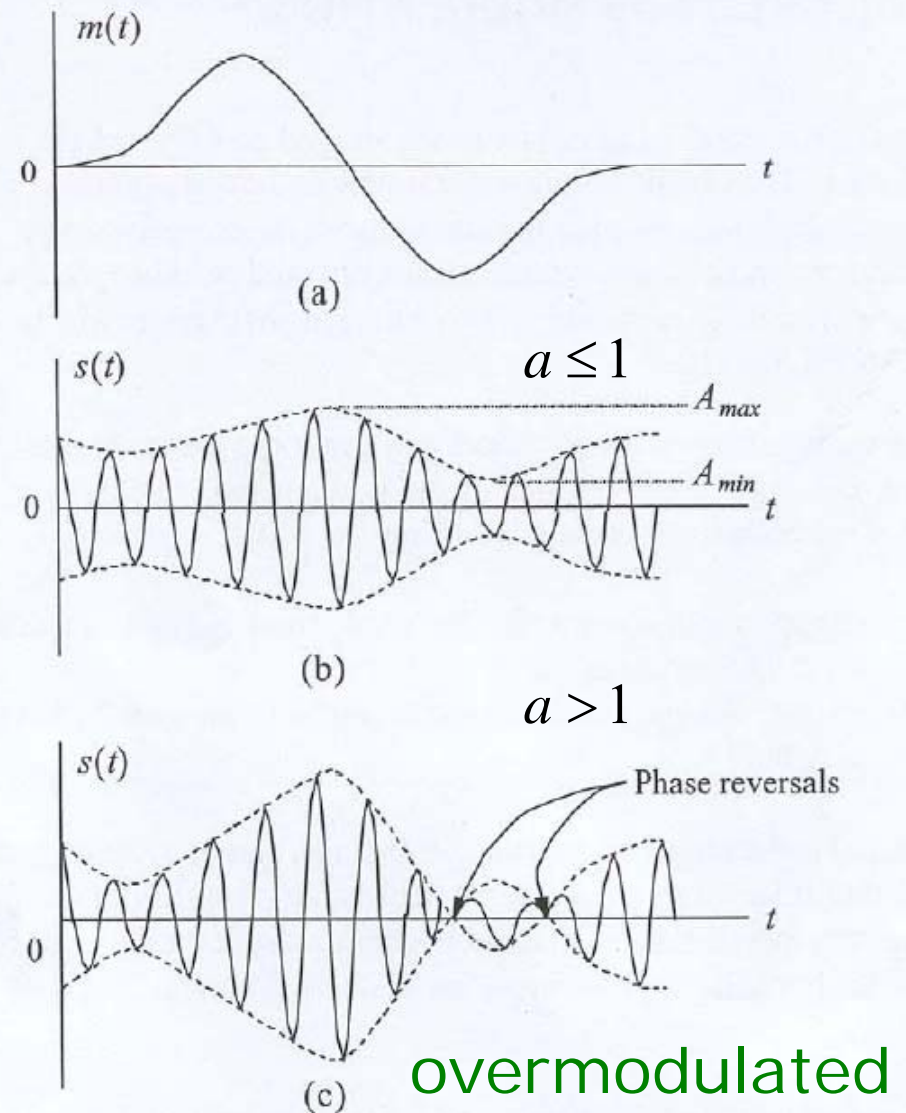 m(t)
0
t
(a)
s(t)
a ≤ 1
A_max
A_min
0
t
(b)
a > 1
s(t)
Phase reversals
0
t
overmodulated
(c)